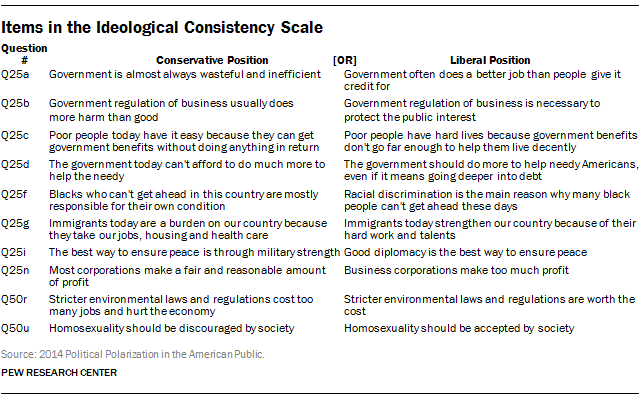 Items in the Ideological Consistency Scale
Question
# Conservative Position [OR] Liberal Position
Q25a Government is almost always wasteful and inefficient Government often does a better job than people give it
credit for
Q25b Government regulation of business usually does Government regulation of business is necessary to
more harm than good protect the public interest
Q25c Poor people today have it easy because they can get Poor people have hard lives because government benefits
government benefits without doing anything in return don't go far enough to help them live decently
Q25d The government today can't afford to do much more to The government should do more to help needy Americans,
help the needy even if it means going deeper into debt
Q25f Blacks who can't get ahead in this country are mostly Racial discrimination is the main reason why many black
responsible for their own condition people can't get ahead these days
Q25g Immigrants today are a burden on our country because Immigrants today strengthen our country because of their
they take our jobs, housing and health care hard work and talents
Q25i The best way to ensure peace is through military strength Good diplomacy is the best way to ensure peace
Q25n Most corporations make a fair and reasonable amount Business corporations make too much profit
of profit
Q50r Stricter environmental laws and regulations cost too Stricter environmental laws and regulations are worth the
many jobs and hurt the economy cost
Q50u Homosexuality should be discouraged by society Homosexuality should be accepted by society
Source: 2014 Political Polarization in the American Public.
PEW RESEARCH CENTER